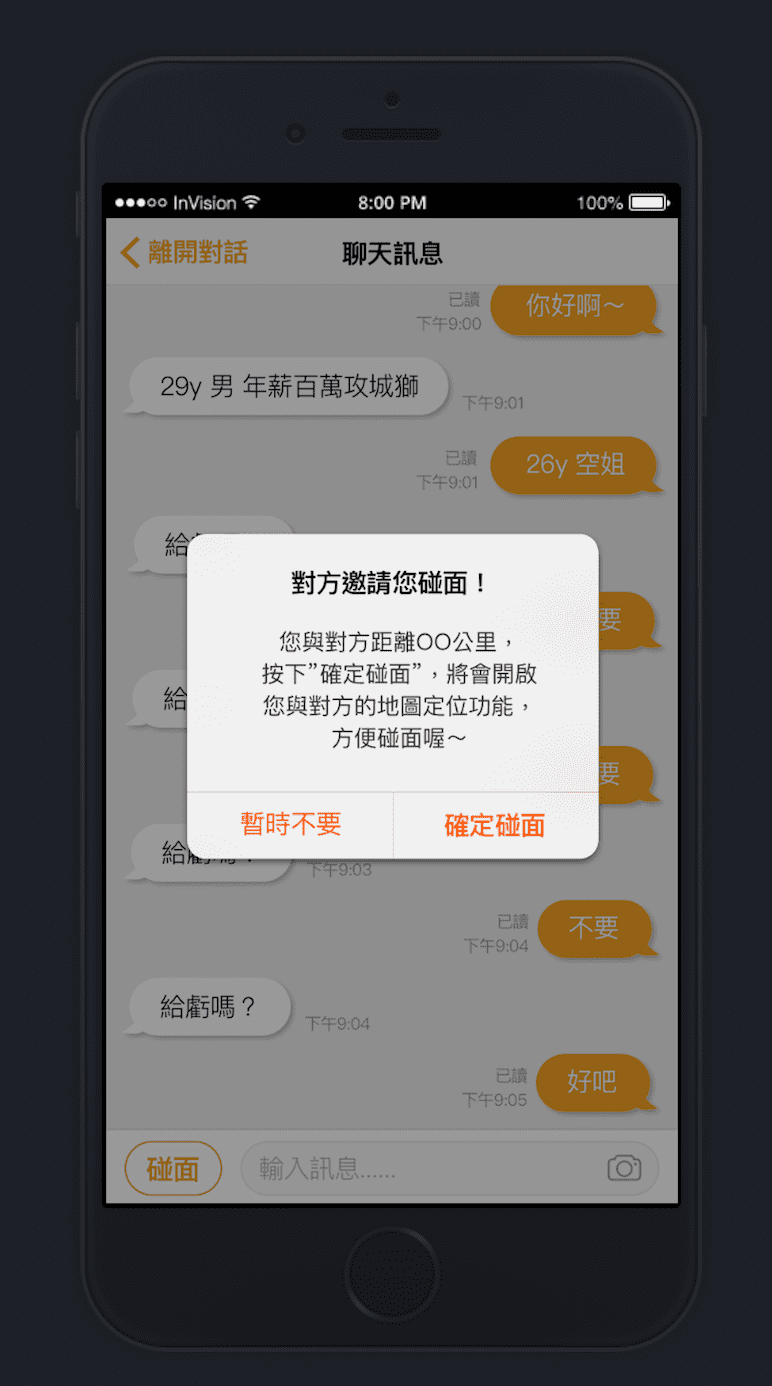 InVision
8:00 PM
100%
離開對話
聊天訊息
已讀
下午9:00
你好啊～
29y 男 年薪百萬攻城獅
下午9:01
已讀
下午9:01
26y 空姐
給
對方邀請您碰面！
您與對方距離OO公里，
按下”確定碰面”，將會開啟
您與對方的地圖定位功能，
方便碰面喔～
暫時不要
確定碰面
要
給
要
給虧嗎？
下午9:03
已讀
下午9:04
不要
給虧嗎？
下午9:04
已讀
下午9:05
好吧
碰面
輸入訊息......